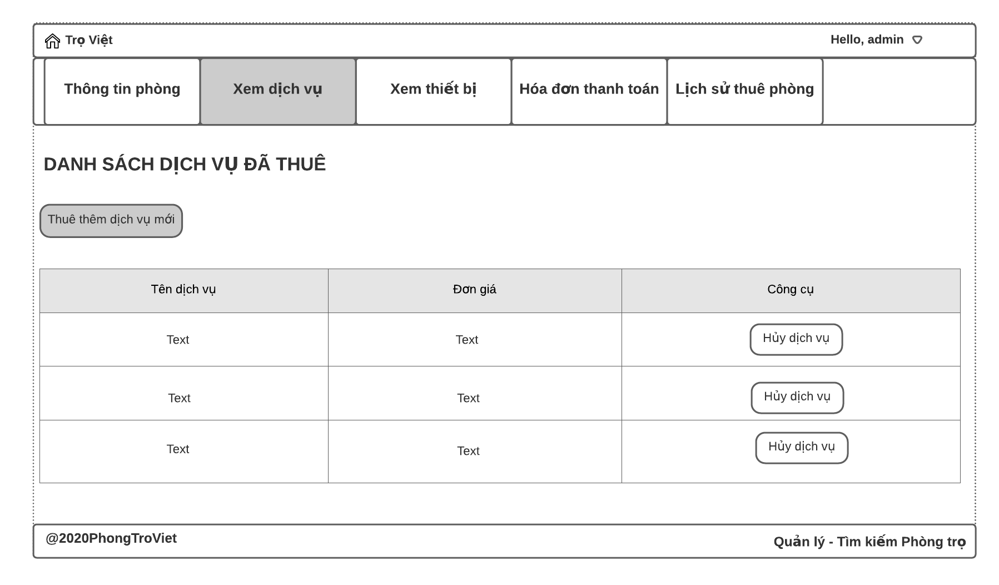 Trọ Việt
Hello, admin
Thông tin phòng
Xem dịch vụ
Xem thiết bị
Hóa đơn thanh toán
Lịch sử thuê phòng
DANH SÁCH DỊCH VỤ ĐÃ THUÊ
Thuê thêm dịch vụ mới
Tên dịch vụ
Đơn giá
Công cụ
Text
Text
Hủy dịch vụ
Text
Text
Hủy dịch vụ
Text
Text
Hủy dịch vụ
@2020PhongTroViet
Quản lý - Tìm kiếm Phòng trọ